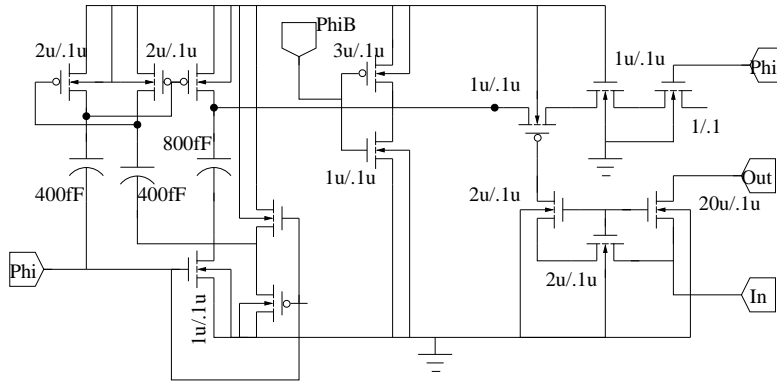 PhiB
2u/.1u
2u/.1u
3u/.1u
1u/.1u
Phi
1u/.1u
1/.1
800fF
400fF
400fF
1u/.1u
Out
2u/.1u
20u/.1u
Phi
1u/.1u
2u/.1u
In